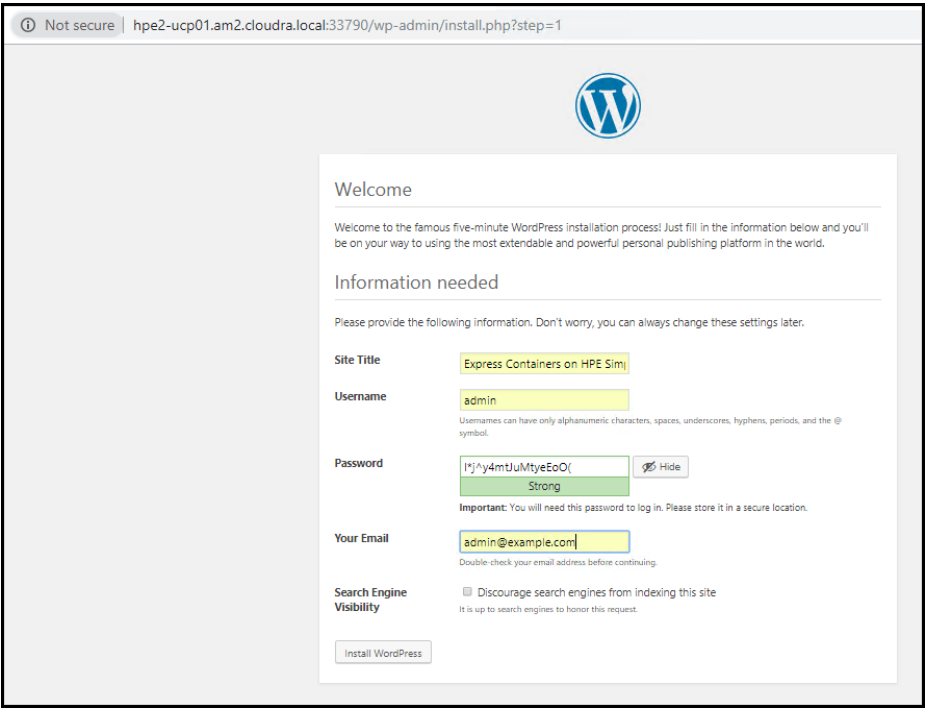 Not secure | hpe2-ucp01.am2.cloudra.local:33790/wp-admin/install.php?step=1
W
Welcome
Welcome to the famous five-minute WordPress installation process! Just fill in the information below and you'll
be on your way to using the most extendable and powerful personal publishing platform in the world.
Information needed
Please provide the following information. Don't worry, you can always change these settings later.
Site Title
Express Containers on HPE Sim
Username
admin
Usernames can have only alphanumeric characters, spaces, underscores, hyphens, periods, and the @
symbol.
Password
I*j^y4mtJuMtyeEoO(
Hide
Strong
Important: You will need this password to log in. Please store it in a secure location.
Your Email
admin@example.com
Double-check your email address before continuing.
Search Engine
Visibility
Discourage search engines from indexing this site
It is up to search engines to honor this request.
Install WordPress